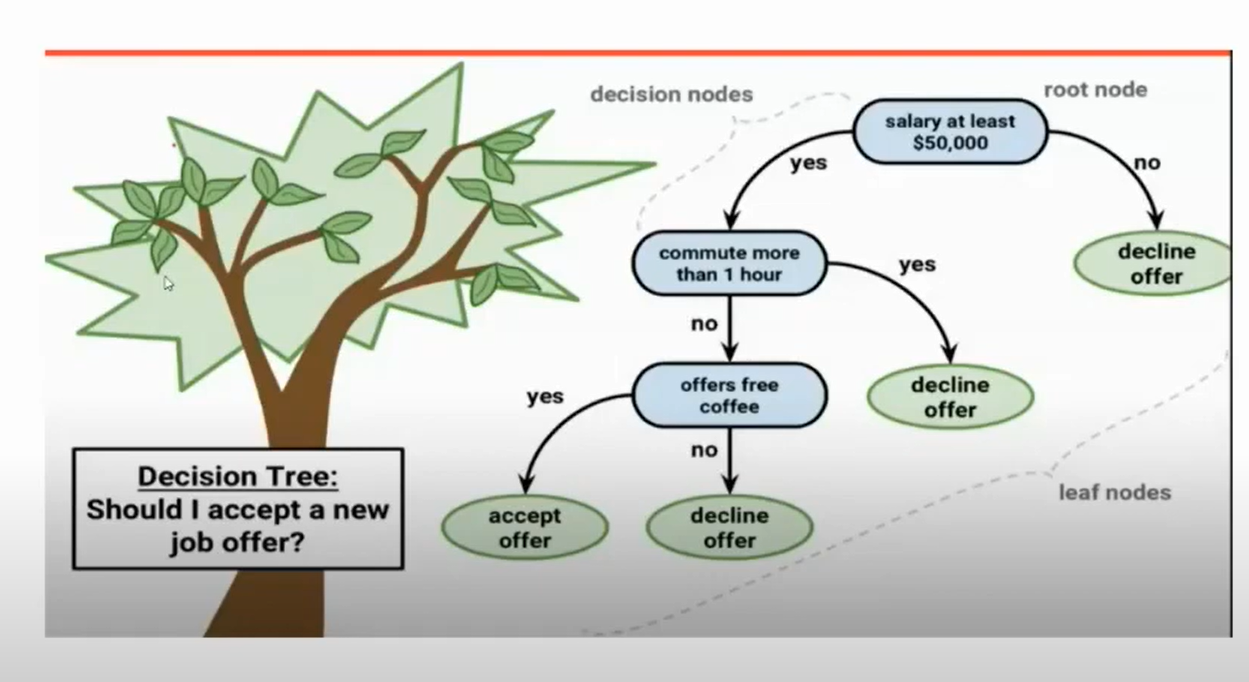 decision nodes
root node
salary at least
$50,000
yes
no
commute more
than 1 hour
yes
decline
offer
no
offers free
coffee
decline
offer
yes
no
leaf nodes
accept
offer
decline
offer
Decision Tree:
Should I accept a new
job offer?